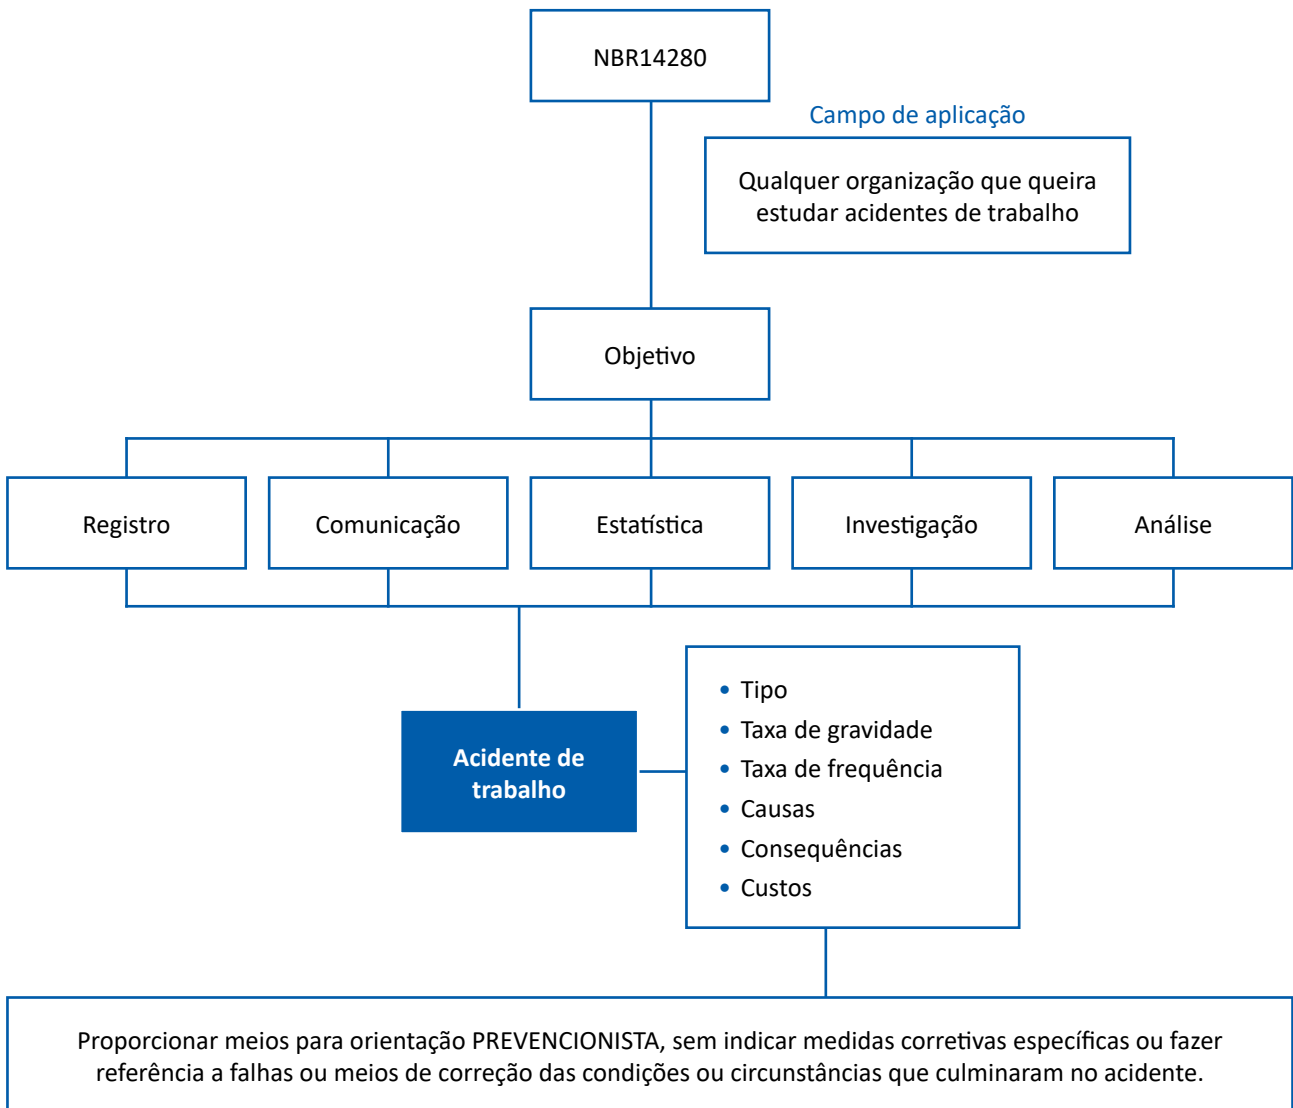 NBR14280
Campo de aplicação
Qualquer organização que queira
estudar acidentes de trabalho
Objetivo
Registro
Comunicação
Estatística
Investigação
Análise
Acidente de
trabalho
• Tipo
• Taxa de gravidade
• Taxa de frequência
• Causas
• Consequências
• Custos
Proporcionar meios para orientação PREVENCIONISTA, sem indicar medidas corretivas específicas ou fazer
referência a falhas ou meios de correção das condições ou circunstâncias que culminaram no acidente.